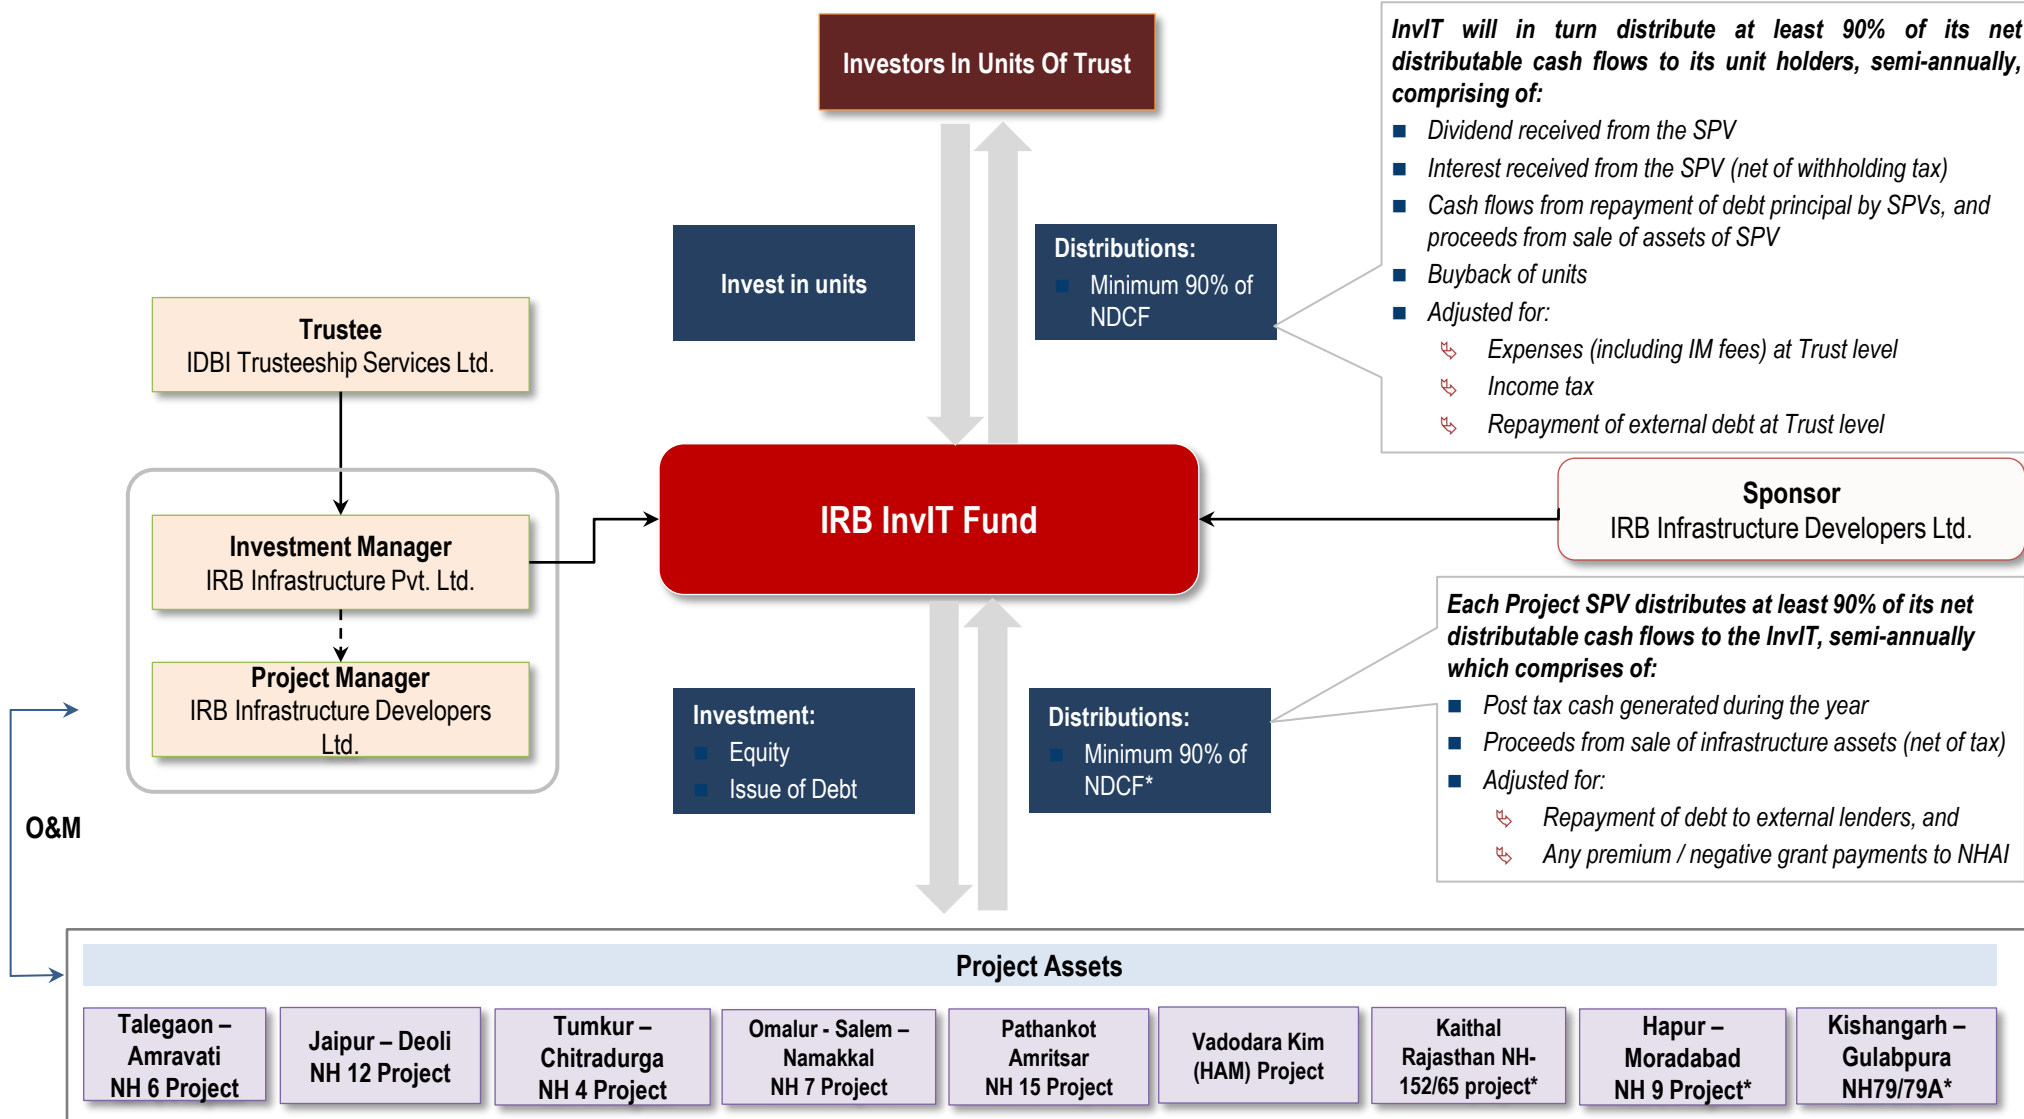 Investors In Units Of Trust
InvIT will in turn distribute at least 90% of its net
distributable cash flows to its unit holders, semi-annually,
comprising of:
Dividend received from the SPV
Interest received from the SPV (net of withholding tax)
Cash flows from repayment of debt principal by SPVs, and
proceeds from sale of assets of SPV
Buyback of units
Adjusted for:
Expenses (including IM fees) at Trust level
Income tax
Repayment of external debt at Trust level
Invest in units
Distributions:
Minimum 90% of
NDCF
Trustee
IDBI Trusteeship Services Ltd.
Investment Manager
IRB Infrastructure Pvt. Ltd.
Project Manager
IRB Infrastructure Developers
Ltd.
IRB InvIT Fund
Sponsor
IRB Infrastructure Developers Ltd.
Each Project SPV distributes at least 90% of its net
distributable cash flows to the InvIT, semi-annually
which comprises of:
Post tax cash generated during the year
Proceeds from sale of infrastructure assets (net of tax)
Adjusted for:
Repayment of debt to external lenders, and
Any premium / negative grant payments to NHAI
Investment:
Equity
Issue of Debt
Distributions:
Minimum 90% of
NDCF*
O&M
Project Assets
Talegaon –
Amravati
NH 6 Project
Jaipur – Deoli
NH 12 Project
Tumkur –
Chitradurga
NH 4 Project
Omalur - Salem –
Namakkal
NH 7 Project
Pathankot
Amritsar
NH 15 Project
Vadodara Kim
(HAM) Project
Kaithal
Rajasthan NH-
152/65 project*
Hapur –
Moradabad
NH 9 Project*
Kishangarh –
Gulabpura
NH79/79A*